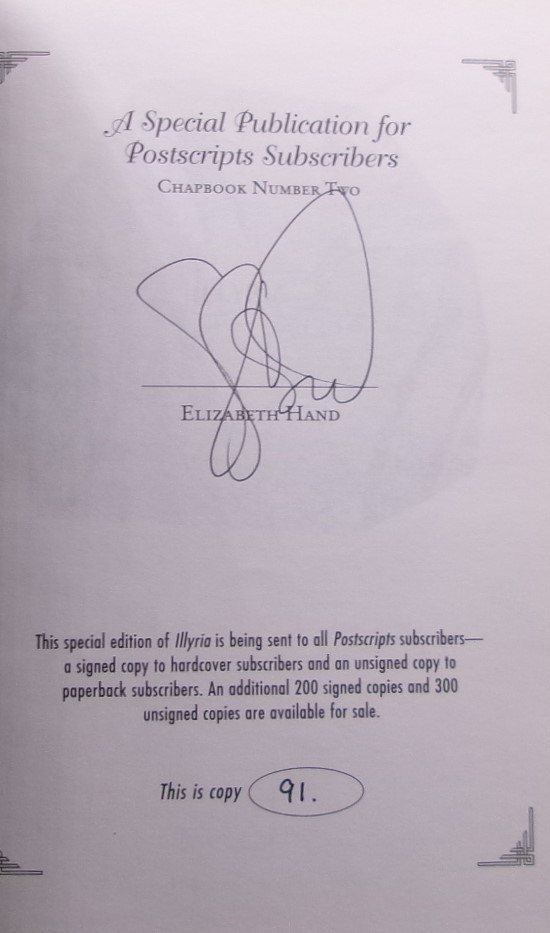 A Special Publication for
Postscripts Subscribers
Chapbook Number Two
Elizabeth Hand
This special edition of Illyria is being sent to all Postscripts subscribers—
a signed copy to hardcover subscribers and an unsigned copy to
paperback subscribers. An additional 200 signed copies and 300
unsigned copies are available for sale.
This is copy 91.